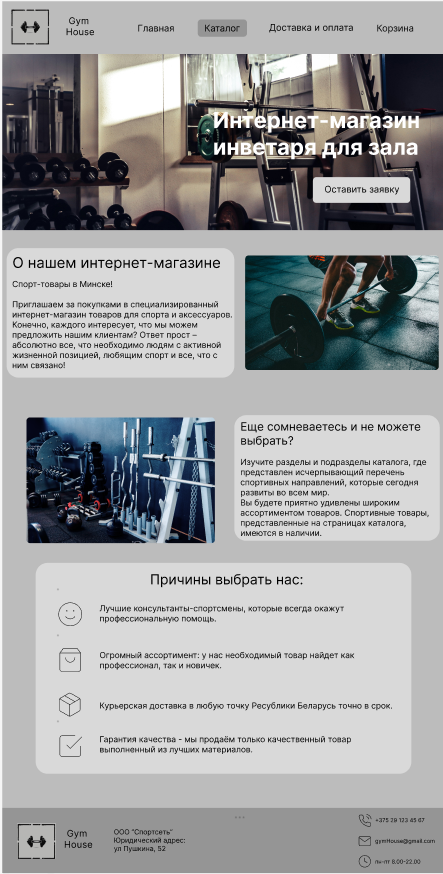 Gym
House
Главная
Каталог
Доставка и оплата
Корзина
Интернет-магазин
инветаря для зала
Оставить заявку
О нашем интернет-магазине
Спорт-товары в Минске!
Приглашаем за покупками в специализированный
интернет-магазин товаров для спорта и аксессуаров.
Конечно, каждого интересует, что мы можем
предложить нашим клиентам? Ответ прост –
абсолютно все, что необходимо людям с активной
жизненной позицией, любящим спорт и все, что с
ним связано!
Еще сомневаетесь и не можете
выбрать?
Изучите разделы и подразделы каталога, где
представлен исчерпывающий перечень
спортивных направлений, которые сегодня
развиты во всем мир.
Вы будете приятно удивлены широким
ассортиментом товаров. Спортивные товары,
представленные на страницах каталога,
имеются в наличии.
Причины выбрать нас:
Лучшие консультанты-спортсмены, которые всегда окажут
профессиональную помощь.
Огромный ассортимент: у нас необходимый товар найдет как
профессионал, так и новичек.
Курьерская доставка в любую точку Ресублики Беларусь точно в срок.
Гарантия качества - мы продаём только качественный товар
выполненный из лучших материалов.
Gym
House
ООО "Спортсеть"
Юридический адрес:
ул Пушкина, 52
+375 29 123 45 67
gymHouse@gmail.com
пн-пт 8.00-22.00